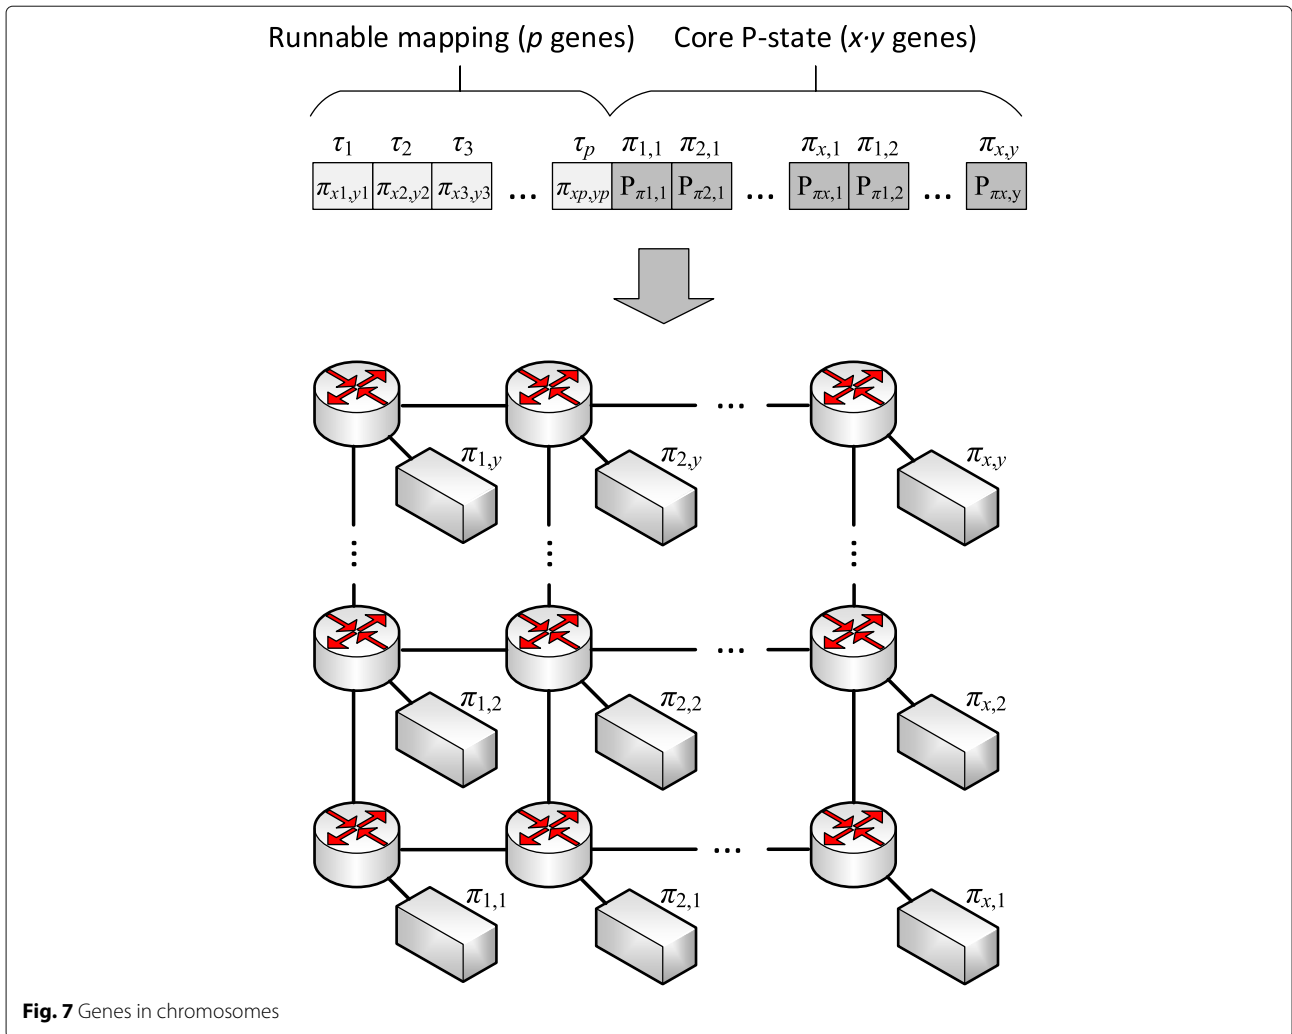 Runnable mapping (p genes) Core P-state (x·y genes)
τ1 τ2 τ3 τp π1,1 π2,1 πx,1 π1,2 πx,y
πx1,y1 πx2,y2 πx3,y3 ... πxp,yp Pπ1,1 Pπ2,1 ... Pπx,1 Pπ1,2 ... Pπx,y
...
π1,y π2,y πx,y
... ... ...
...
π1,2 π2,2 πx,2
...
π1,1 π2,1 πx,1
Fig. 7 Genes in chromosomes